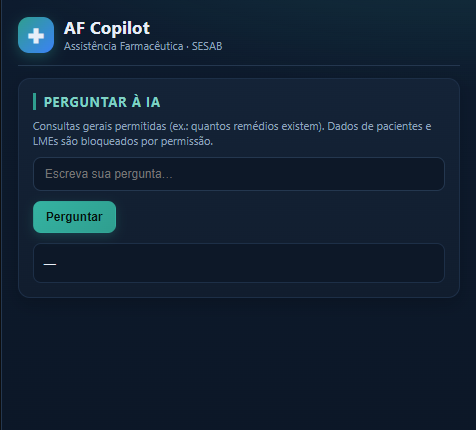 AF Copilot
Assistência Farmacêutica · SESAB
PERGUNTAR À IA
Consultas gerais permitidas (ex.: quantos remédios existem). Dados de pacientes e
LMEs são bloqueados por permissão.
Escreva sua pergunta...
Perguntar
—